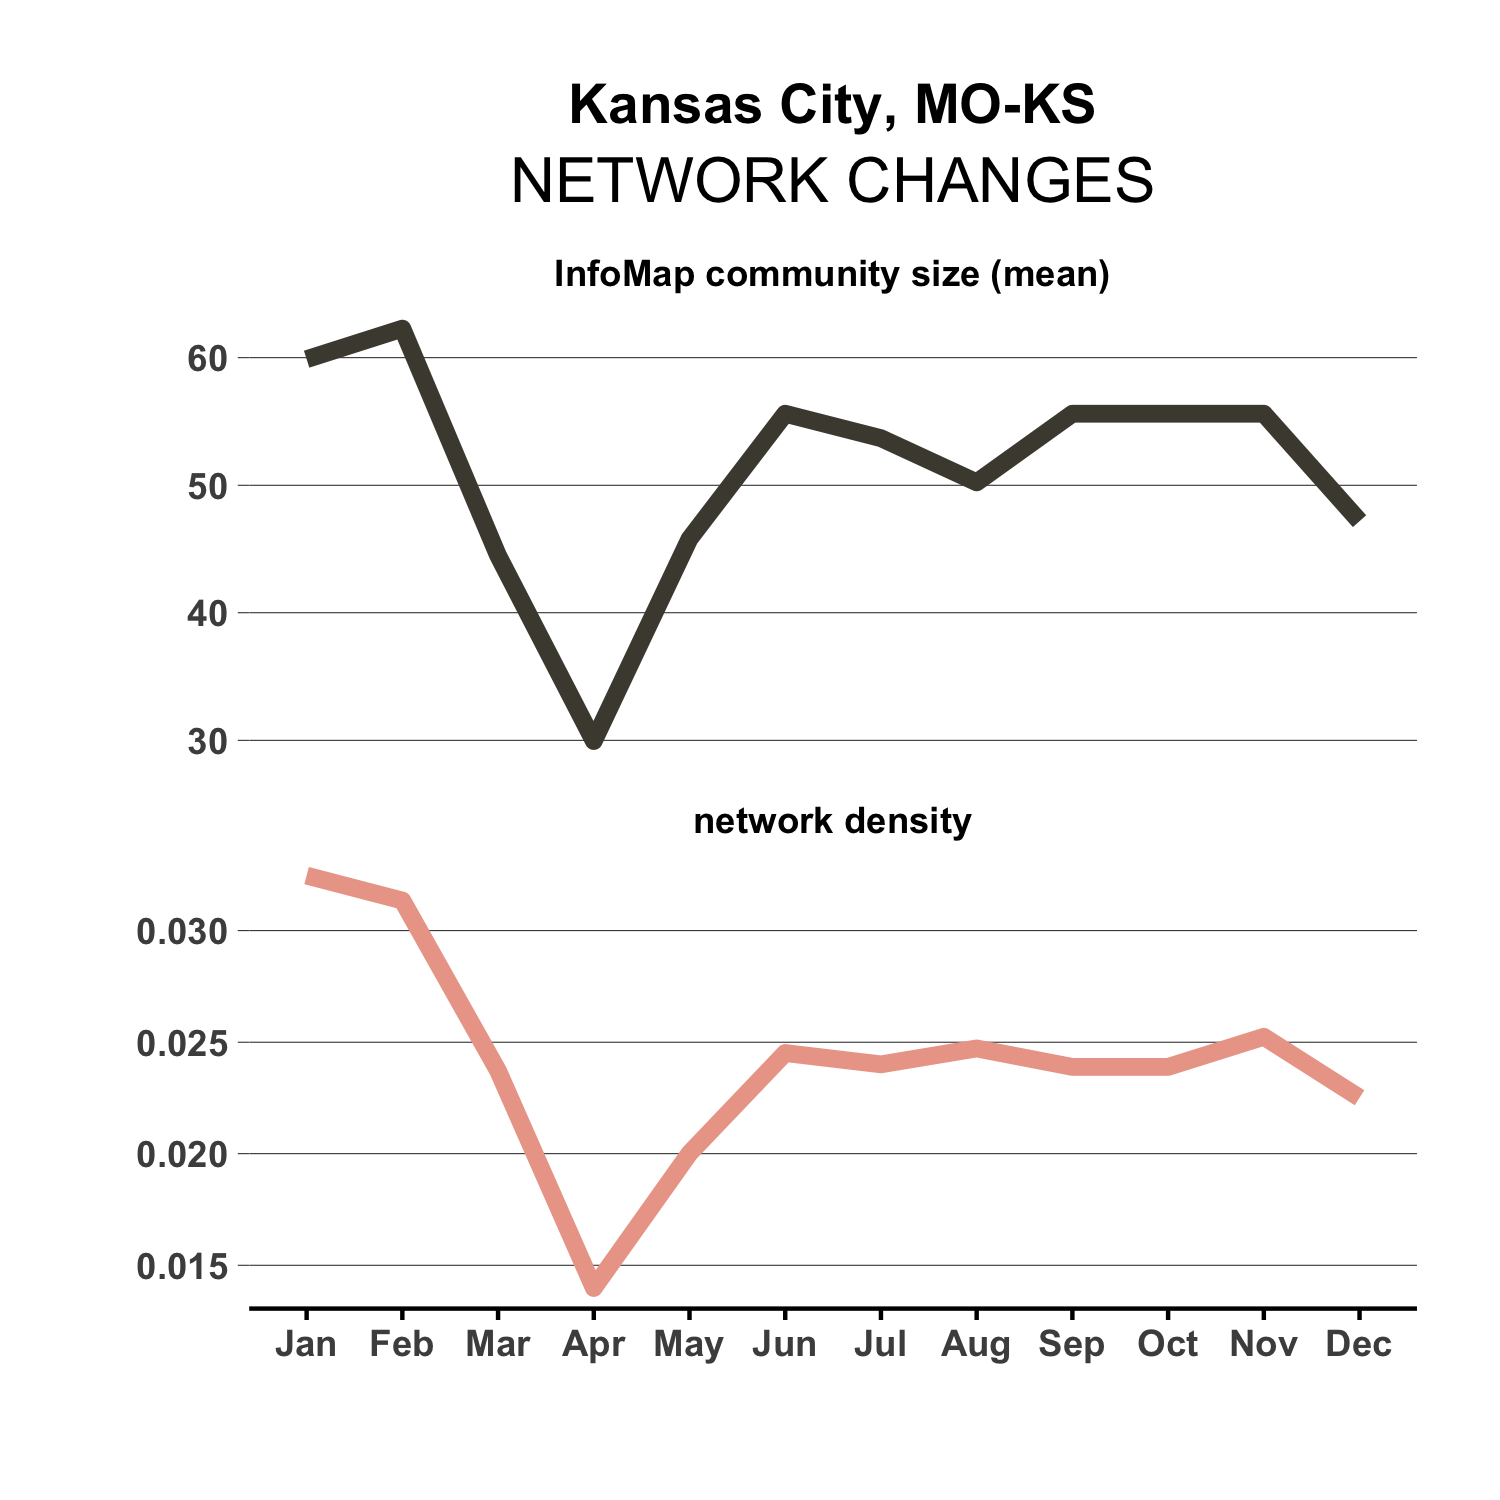 Kansas City, MO-KS
NETWORK CHANGES
InfoMap community size (mean)
60
50
40
30
network density
0.030
0.025
0.020
0.015
Jan Feb Mar Apr May Jun Jul Aug Sep Oct Nov Dec